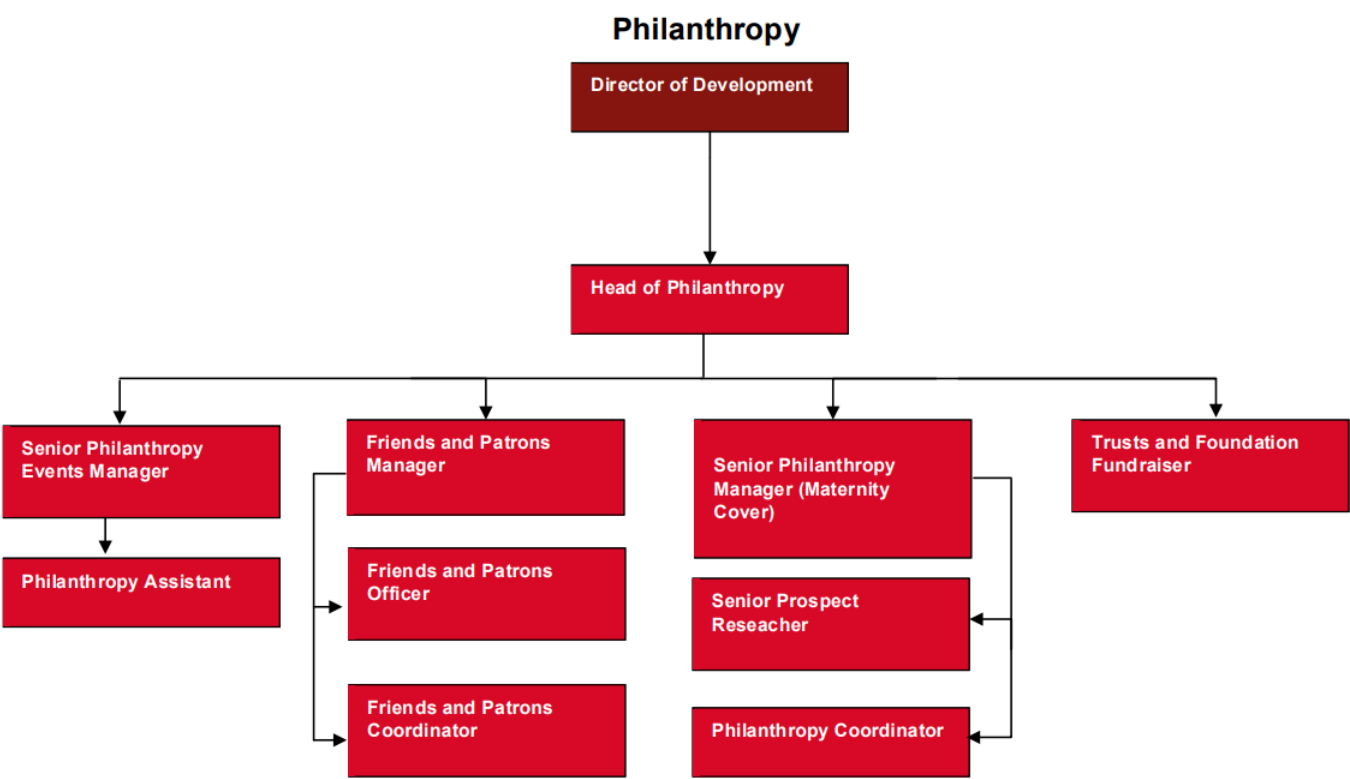 Philanthropy
Director of Development
Head of Philanthropy
Senior Philanthropy
Events Manager
Philanthropy Assistant
Friends and Patrons
Manager
Friends and Patrons
Officer
Friends and Patrons
Coordinator
Senior Philanthropy
Manager (Maternity
Cover)
Senior Prospect
Reseacher
Philanthropy Coordinator
Trusts and Foundation
Fundraiser